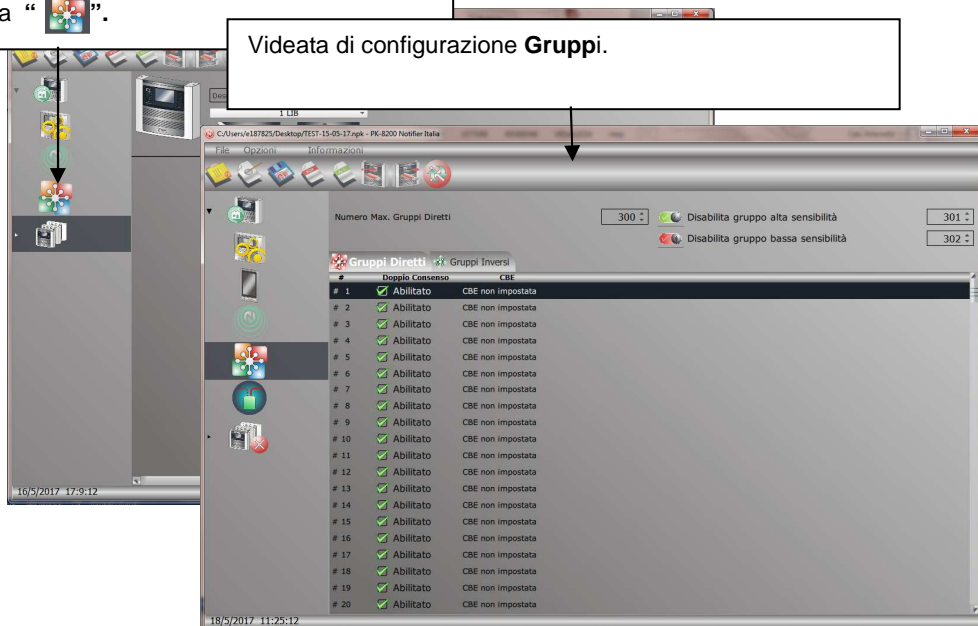 a “ ”.
Videata di configurazione Gruppi.
1 LIB
C:/Users/e187825/Desktop/TEST-15-05-17.npk - PK-8200 Notifier Italia
File Opzioni Informazioni
Numero Max. Gruppi Diretti 300 Disabilita gruppo alta sensibilità 301
Disabilita gruppo bassa sensibilità 302
Gruppi Diretti Gruppi Inversi
# Doppio Consenso CBE
# 1 Abilitato CBE non impostata
# 2 Abilitato CBE non impostata
# 3 Abilitato CBE non impostata
# 4 Abilitato CBE non impostata
# 5 Abilitato CBE non impostata
# 6 Abilitato CBE non impostata
# 7 Abilitato CBE non impostata
# 8 Abilitato CBE non impostata
# 9 Abilitato CBE non impostata
# 10 Abilitato CBE non impostata
# 11 Abilitato CBE non impostata
# 12 Abilitato CBE non impostata
# 13 Abilitato CBE non impostata
# 14 Abilitato CBE non impostata
# 15 Abilitato CBE non impostata
# 16 Abilitato CBE non impostata
# 17 Abilitato CBE non impostata
# 18 Abilitato CBE non impostata
# 19 Abilitato CBE non impostata
# 20 Abilitato CBE non impostata
16/5/2017 17:9:12
18/5/2017 11:25:12